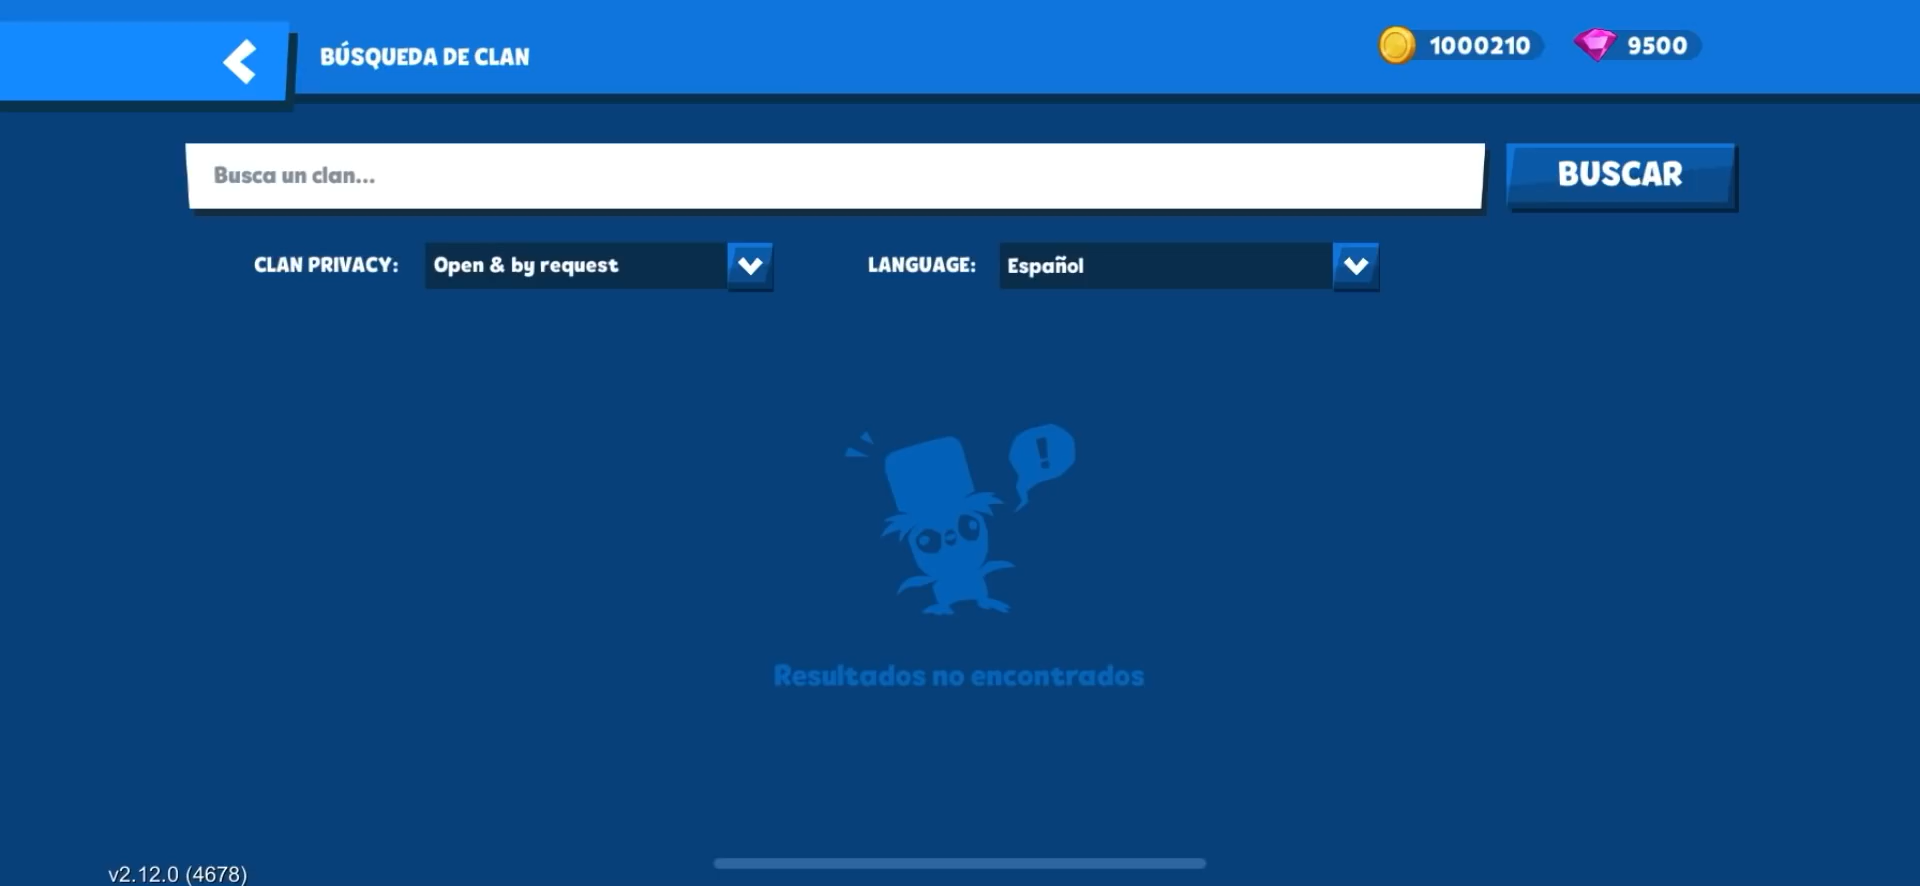 BÚSQUEDA DE CLAN
1000210
9500
Busca un clan...
BUSCAR
CLAN PRIVACY:
Open & by request
LANGUAGE:
Español
!
Resultados no encontrados
v2.12.0 (4678)